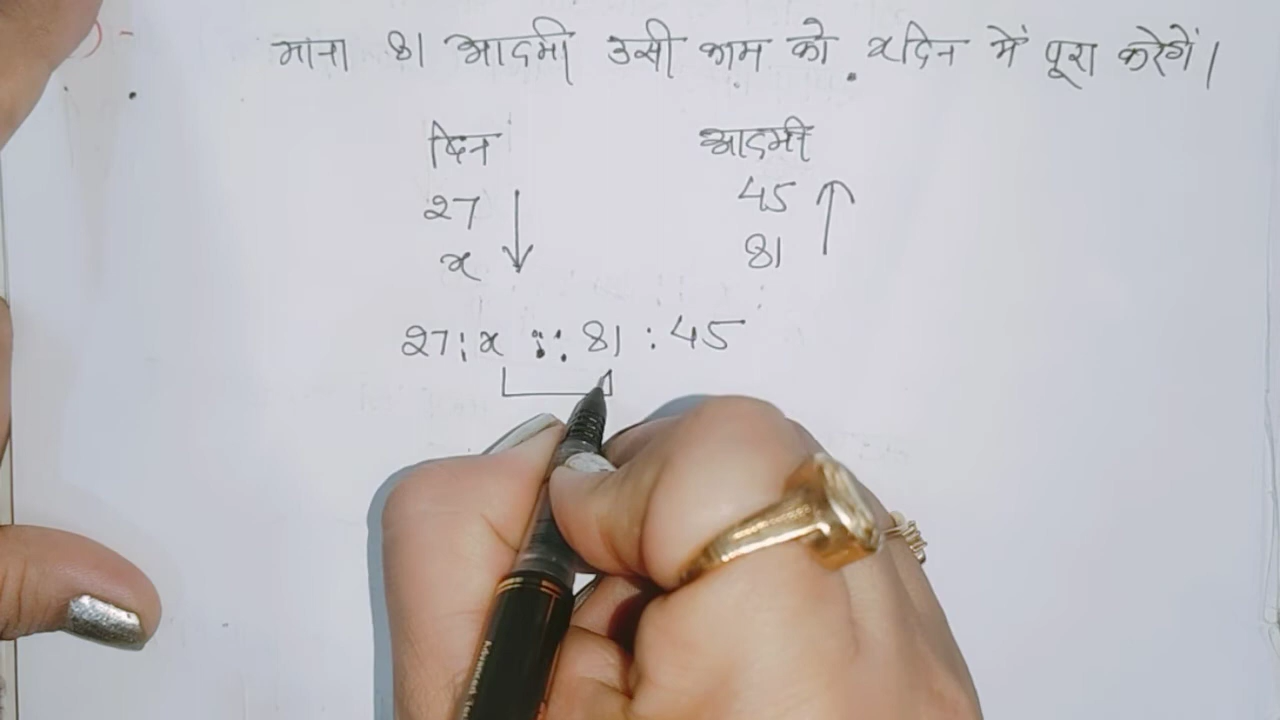 ) -
माना 81 आदमी उसी काम को x दिन में पूरा करेगें।
दिन आदमी
27 ↓ 45 ↑
x 81
27 : x :: 81 : 45